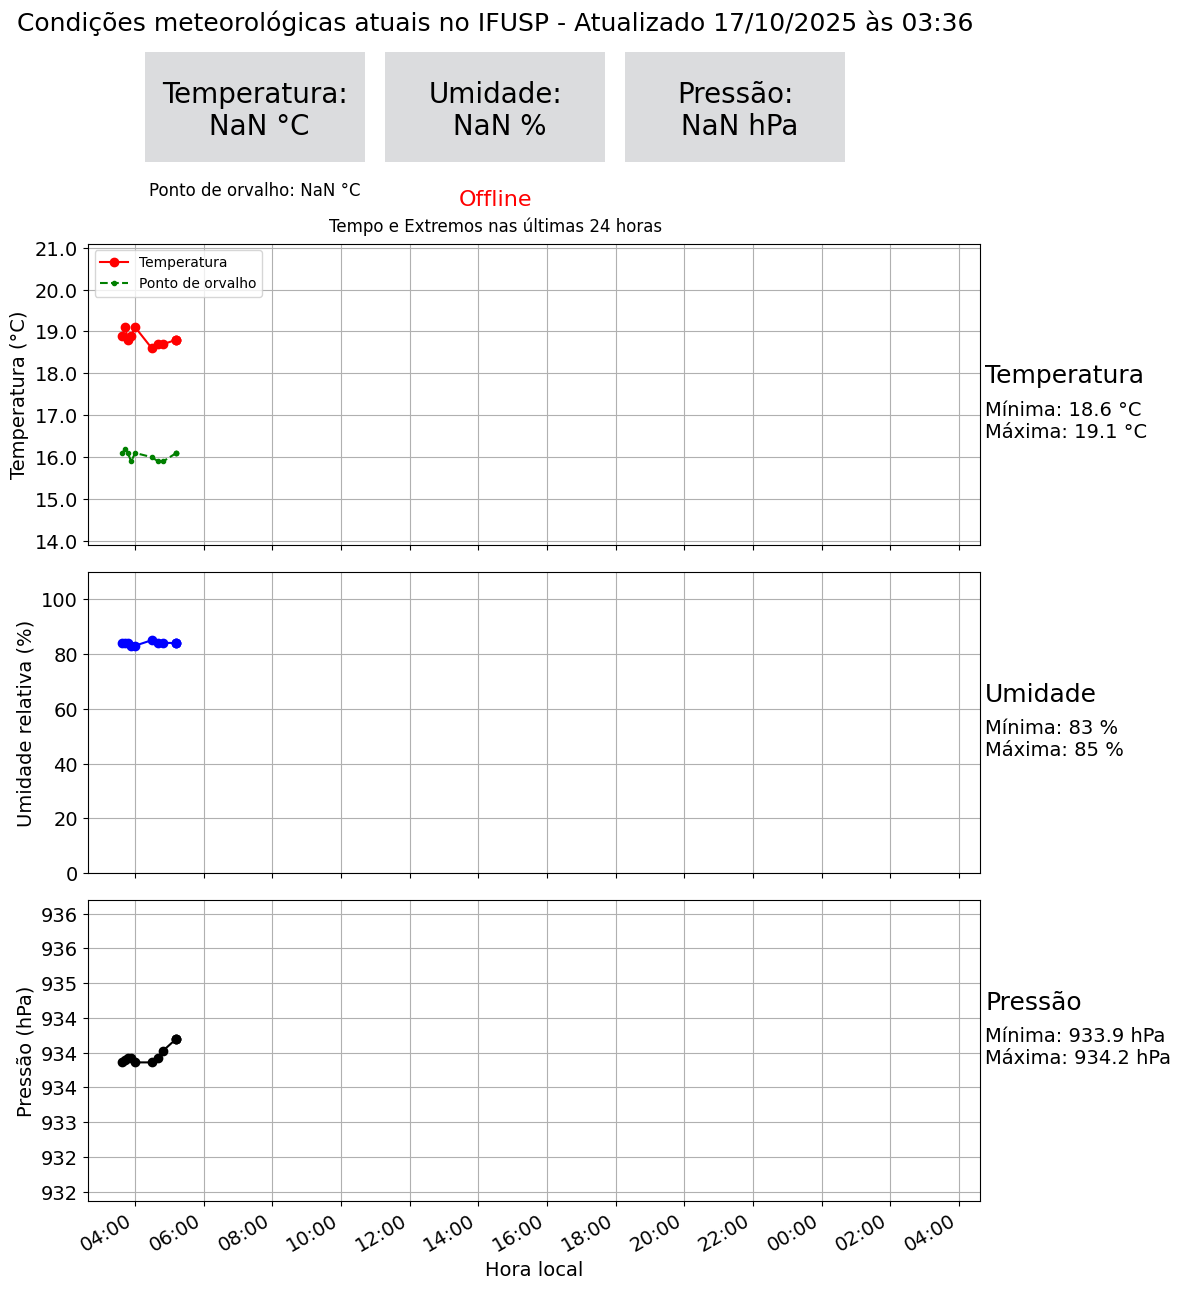 Condições meteorológicas atuais no IFUSP - Atualizado 17/10/2025 às 03:36
Temperatura:
NaN °C
Umidade:
NaN %
Pressão:
NaN hPa
Ponto de orvalho: NaN °C
Offline
Tempo e Extremos nas últimas 24 horas
Temperatura
Ponto de orvalho
Temperatura (°C)
21.0
20.0
19.0
18.0
17.0
16.0
15.0
14.0
Temperatura
Mínima: 18.6 °C
Máxima: 19.1 °C
Umidade relativa (%)
100
80
60
40
20
0
Umidade
Mínima: 83 %
Máxima: 85 %
Pressão (hPa)
936
936
935
934
934
934
933
932
932
Pressão
Mínima: 933.9 hPa
Máxima: 934.2 hPa
04:00 06:00 08:00 10:00 12:00 14:00 16:00 18:00 20:00 22:00 00:00 02:00 04:00
Hora local